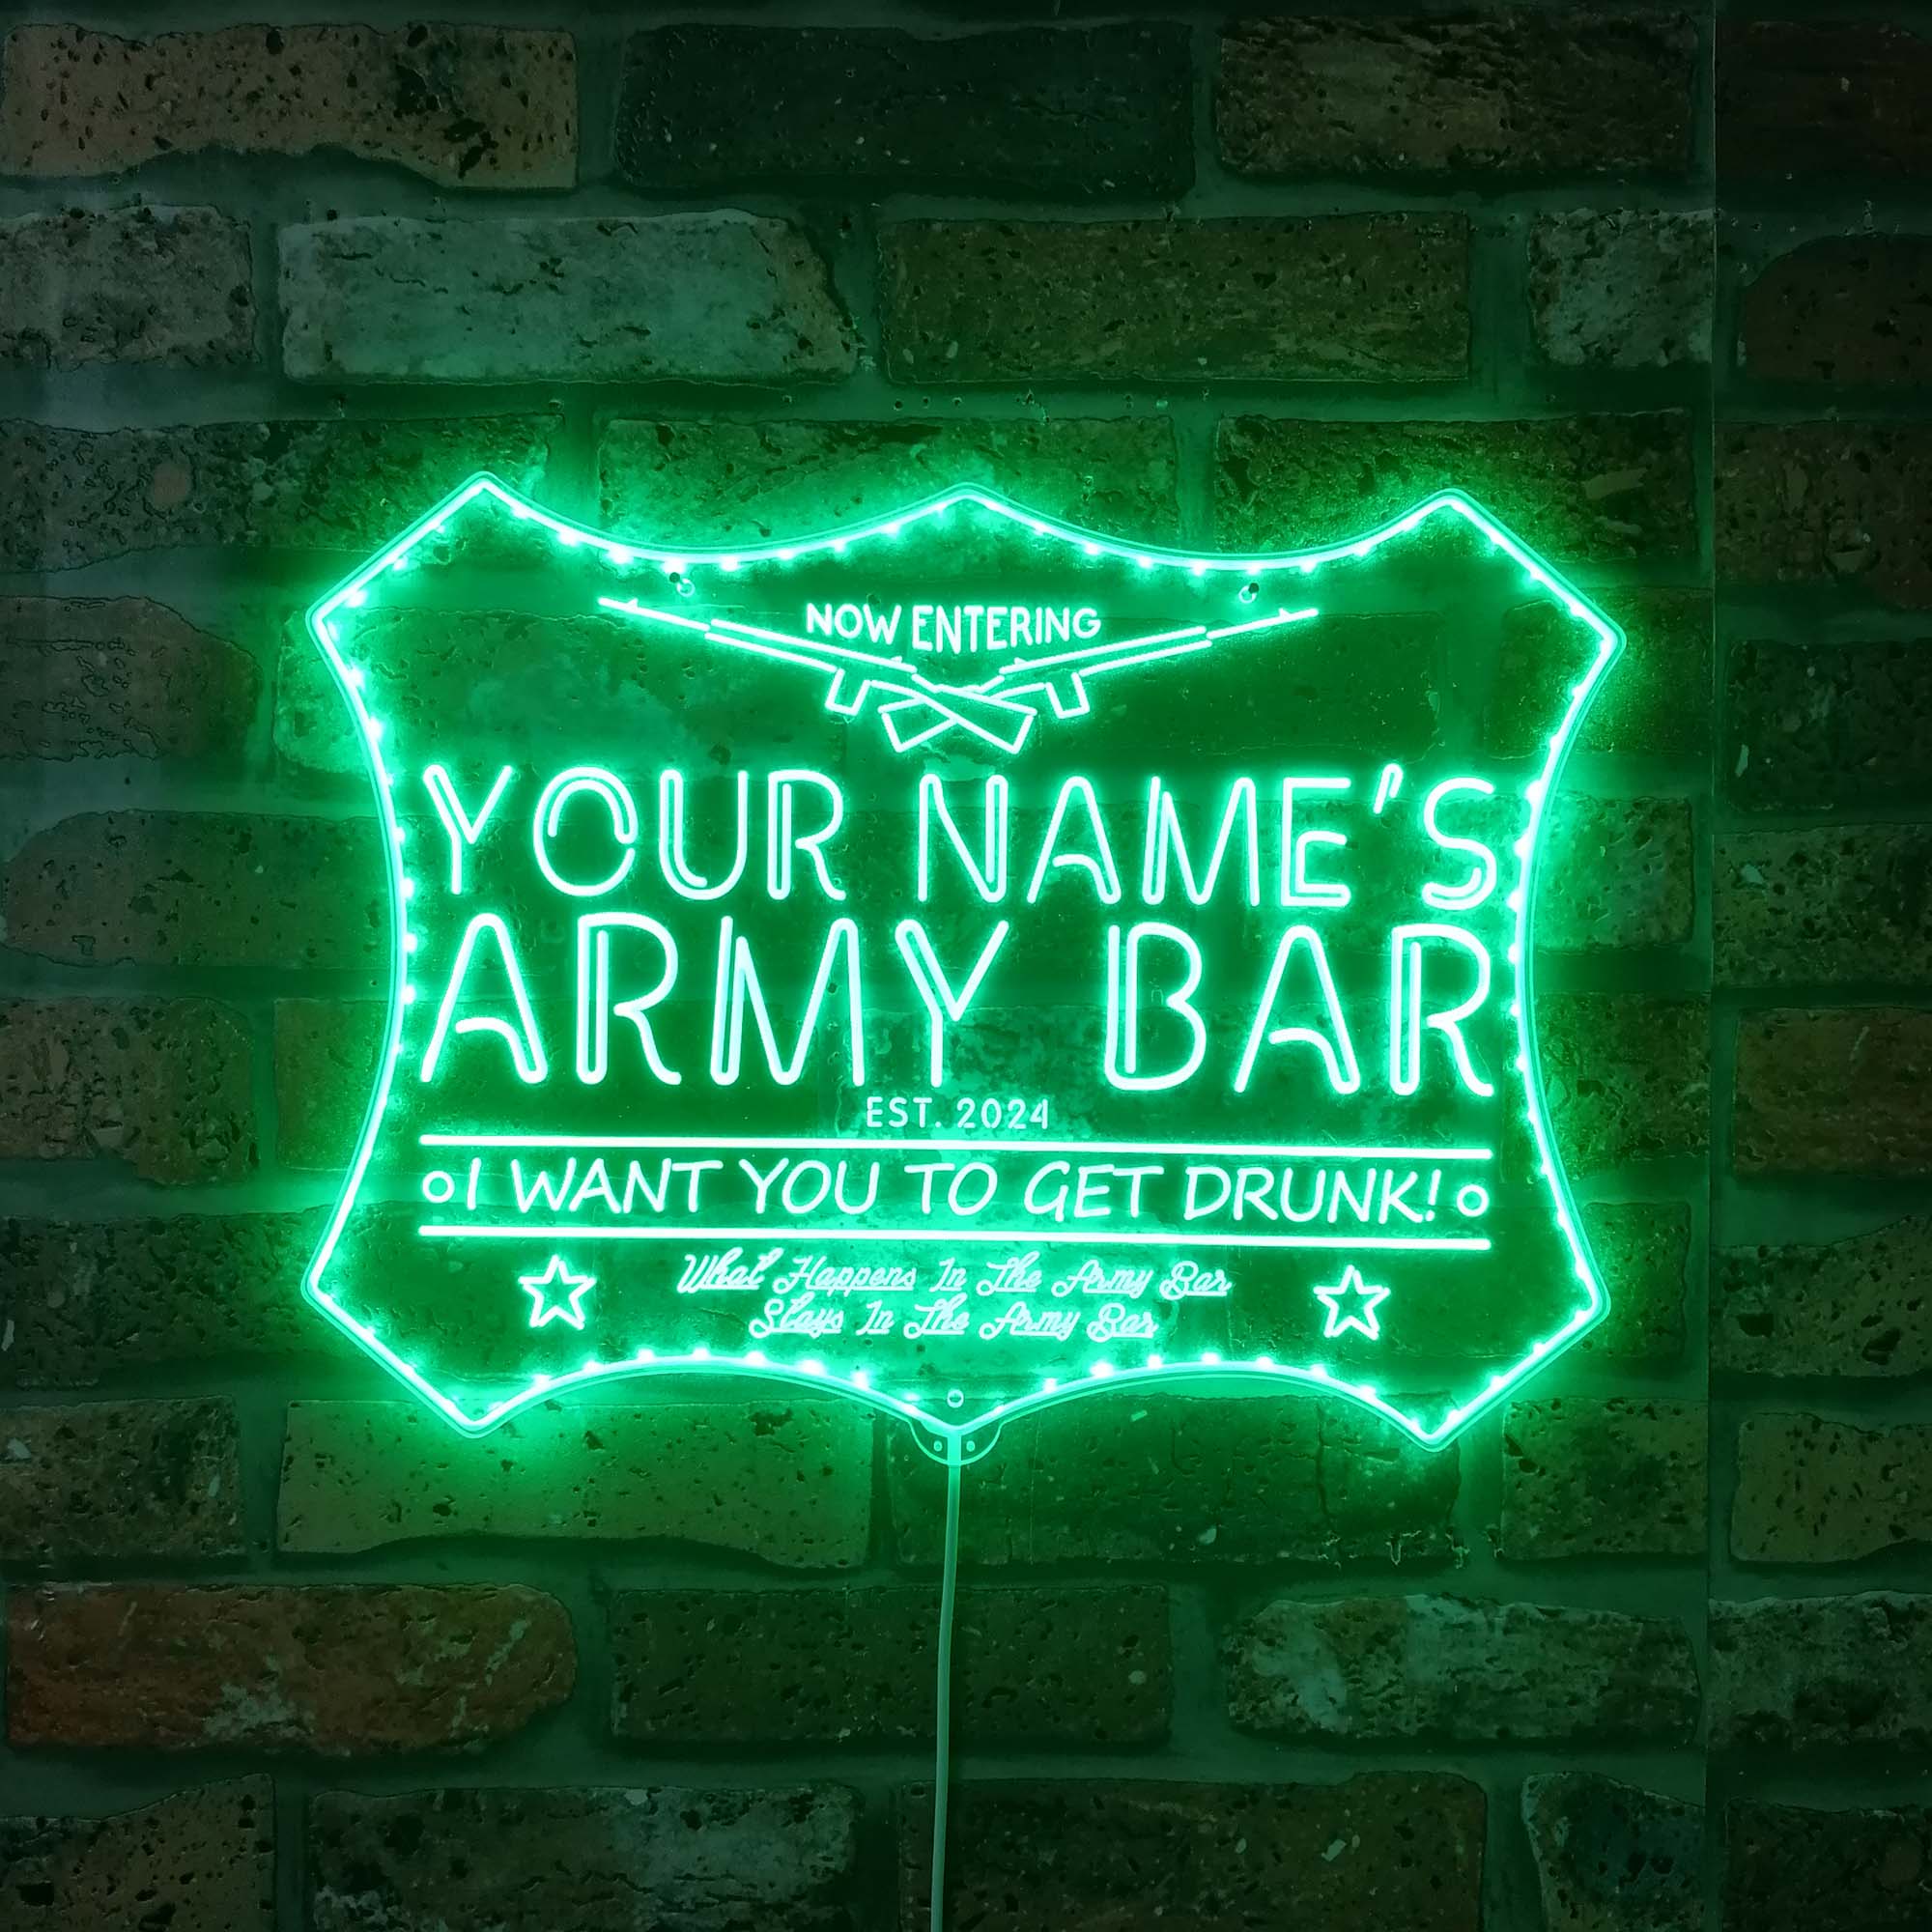 NOW ENTERING
YOUR NAME'S
ARMY BAR
EST. 2024
I WANT YOU TO GET DRUNK!
What Happens In The Army Bar
Stays In The Army Bar